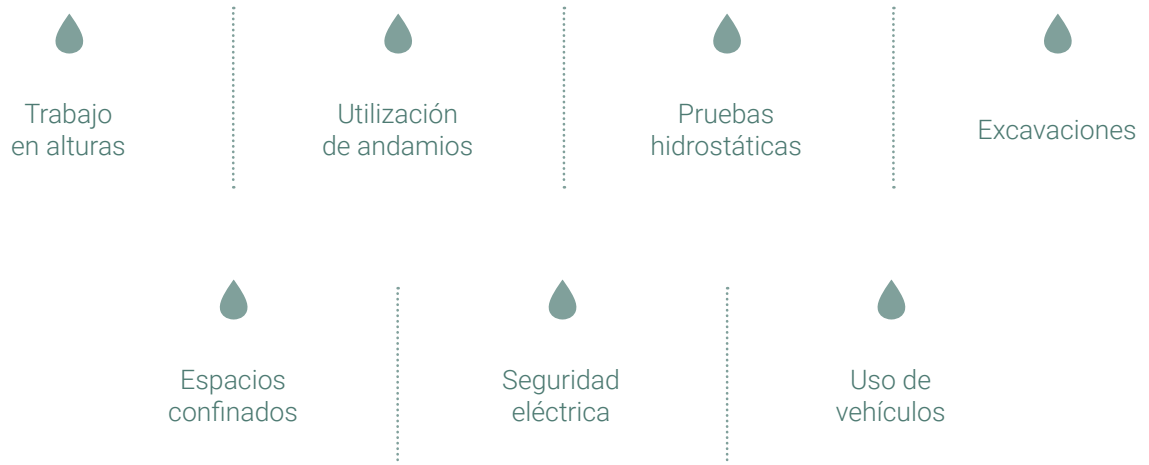 Trabajo
en alturas
Utilización
de andamios
Pruebas
hidrostáticas
Excavaciones
Espacios
confinados
Seguridad
eléctrica
Uso de
vehículos